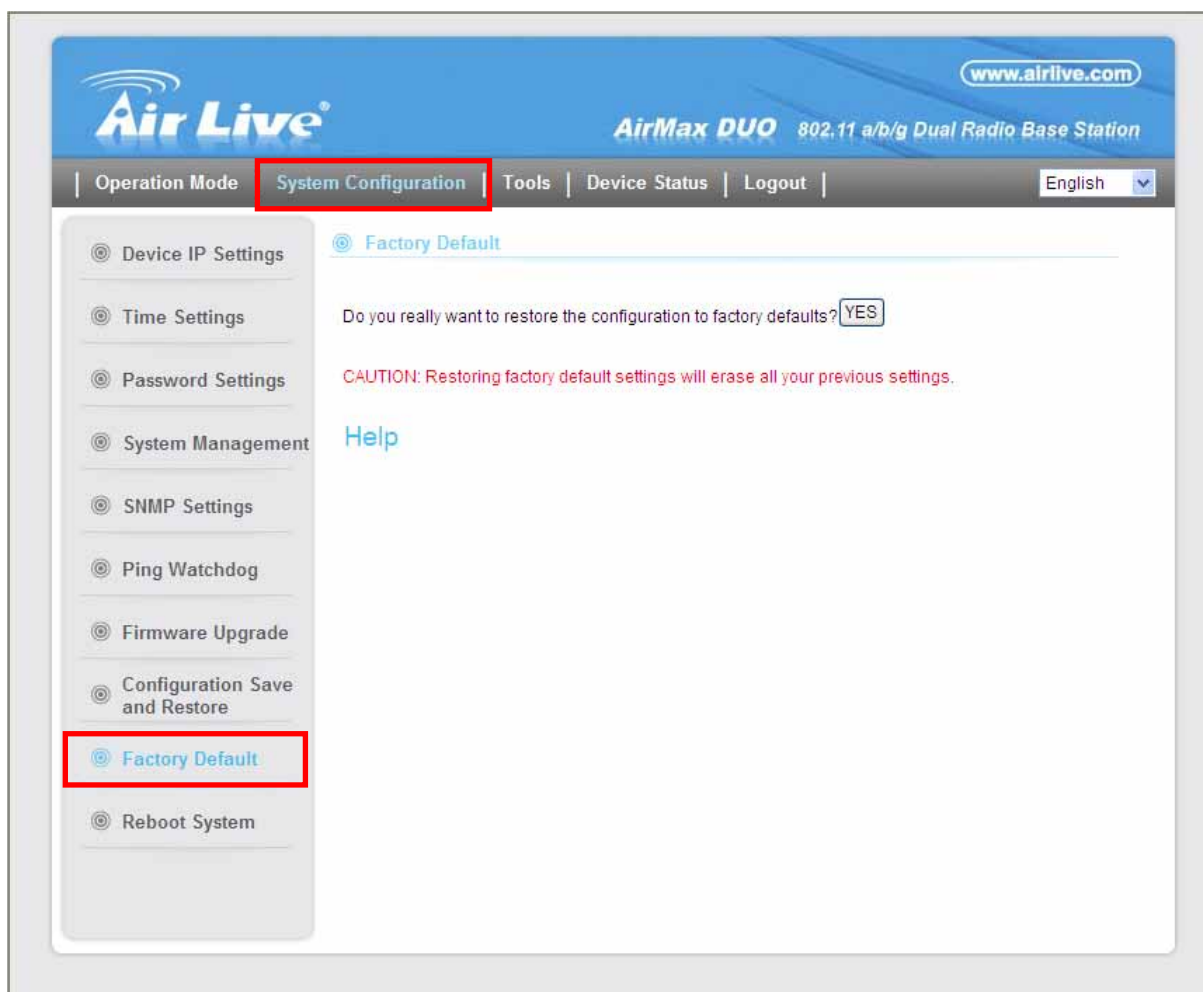 www.airlive.com
Air Live®
AirMax DUO 802.11 a/b/g Dual Radio Base Station
Operation Mode | System Configuration | Tools | Device Status | Logout | English
Device IP Settings
Time Settings
Password Settings
System Management
SNMP Settings
Ping Watchdog
Firmware Upgrade
Configuration Save
and Restore
Factory Default
Reboot System
Factory Default
Do you really want to restore the configuration to factory defaults? YES
CAUTION: Restoring factory default settings will erase all your previous settings.
Help